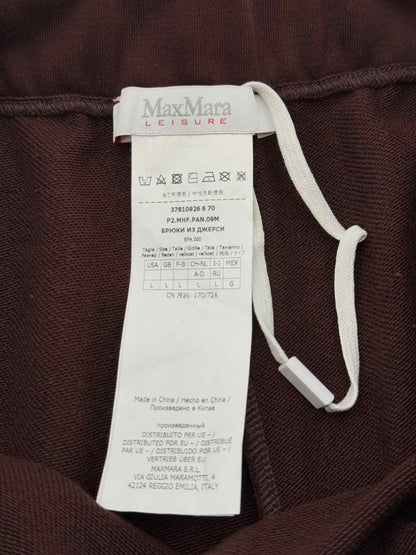 MaxMara
LEISURE
37810926 6 70
P2.MHF.PAN.09M
БРЮКИ ИЗ ДЖЕРСИ
Taglia / Size / Taille / Größe / Talla / Tamanho /
USA GB F-B CH-NL I-J MEX
A-D RU
L L L L L G
CN 170/72A
Made in China / Hecho en China /
Произведено в Китае
произведенный
DISTRIBUITO PER UE – /
DISTRIBUTED FOR EU – / DISTRIBUÉ
PAR UE – / DISTRIBUIDO POR EU – /
VERTRIEB ÜBER EU:
MAXMARA S.R.L.
VIA GIULIA MARAMOTTI, 4
42124 REGGIO EMILIA, ITALY